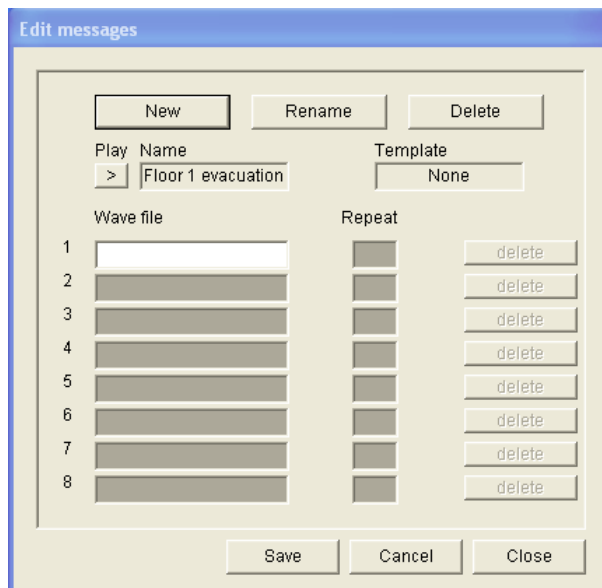 Edit messages
New Rename Delete
Play Name Template
> Floor 1 evacuation None
Wave file Repeat
1 delete
2 delete
3 delete
4 delete
5 delete
6 delete
7 delete
8 delete
Save Cancel Close